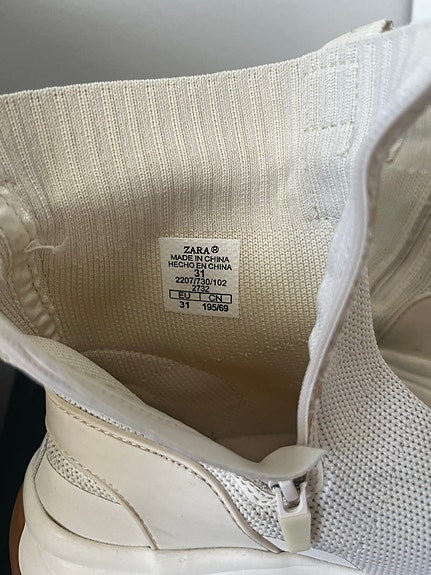 ZARA®
MADE IN CHINA
HECHO EN CHINA
31
2207/730/102
2732
EU CN
31 195/69